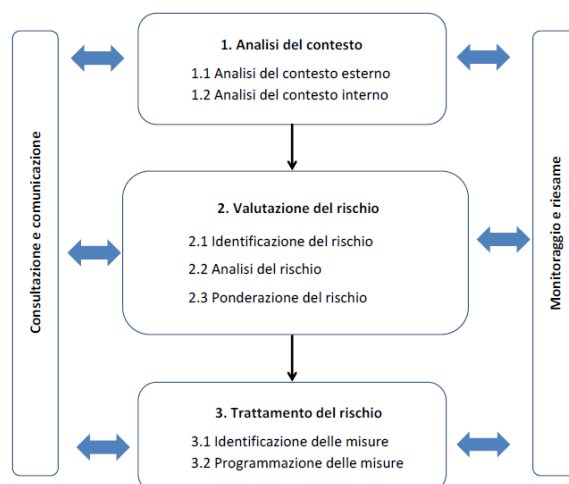 Consultazione e comunicazione
1. Analisi del contesto
1.1 Analisi del contesto esterno
1.2 Analisi del contesto interno
2. Valutazione del rischio
2.1 Identificazione del rischio
2.2 Analisi del rischio
2.3 Ponderazione del rischio
3. Trattamento del rischio
3.1 Identificazione delle misure
3.2 Programmazione delle misure
Monitoraggio e riesame